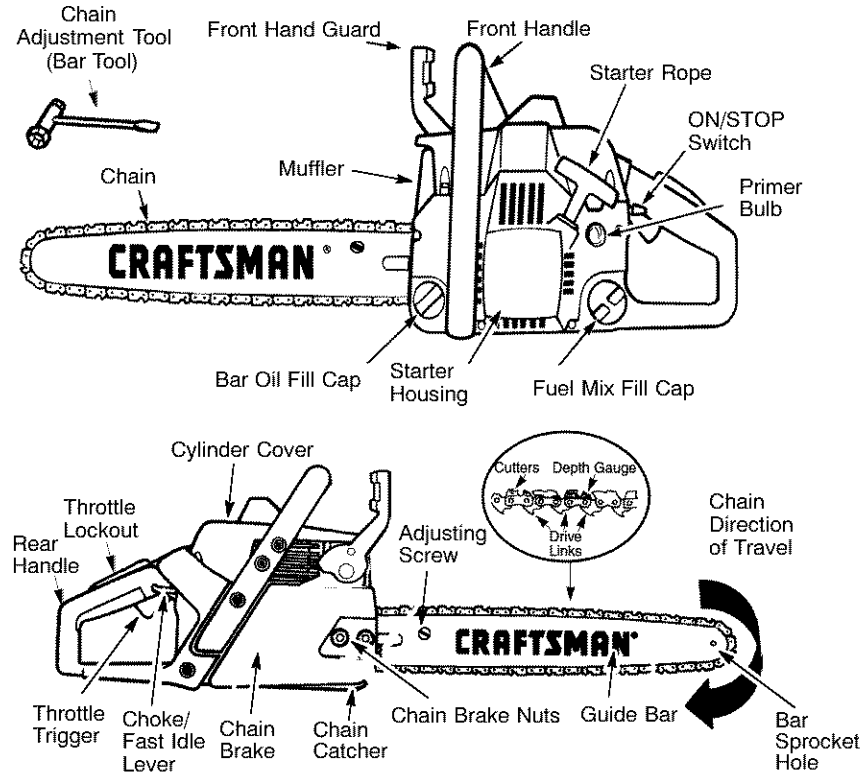 Chain
Adjustment Tool
(Bar Tool)
Front Hand Guard
Front Handle
Starter Rope
ON/STOP
Switch
Muffler
Primer
Bulb
Chain
CRAFTSMAN
Bar Oil Fill Cap
Starter
Housing
Fuel Mix Fill Cap
Cylinder Cover
Cutters
Depth Gauge
Drive
Links
Chain
Direction
of Travel
Throttle
Lockout
Rear
Handle
Adjusting
Screw
CRAFTSMAN
Throttle
Trigger
Choke/
Fast Idle
Lever
Chain
Brake
Chain
Catcher
Chain Brake Nuts
Guide Bar
Bar
Sprocket
Hole